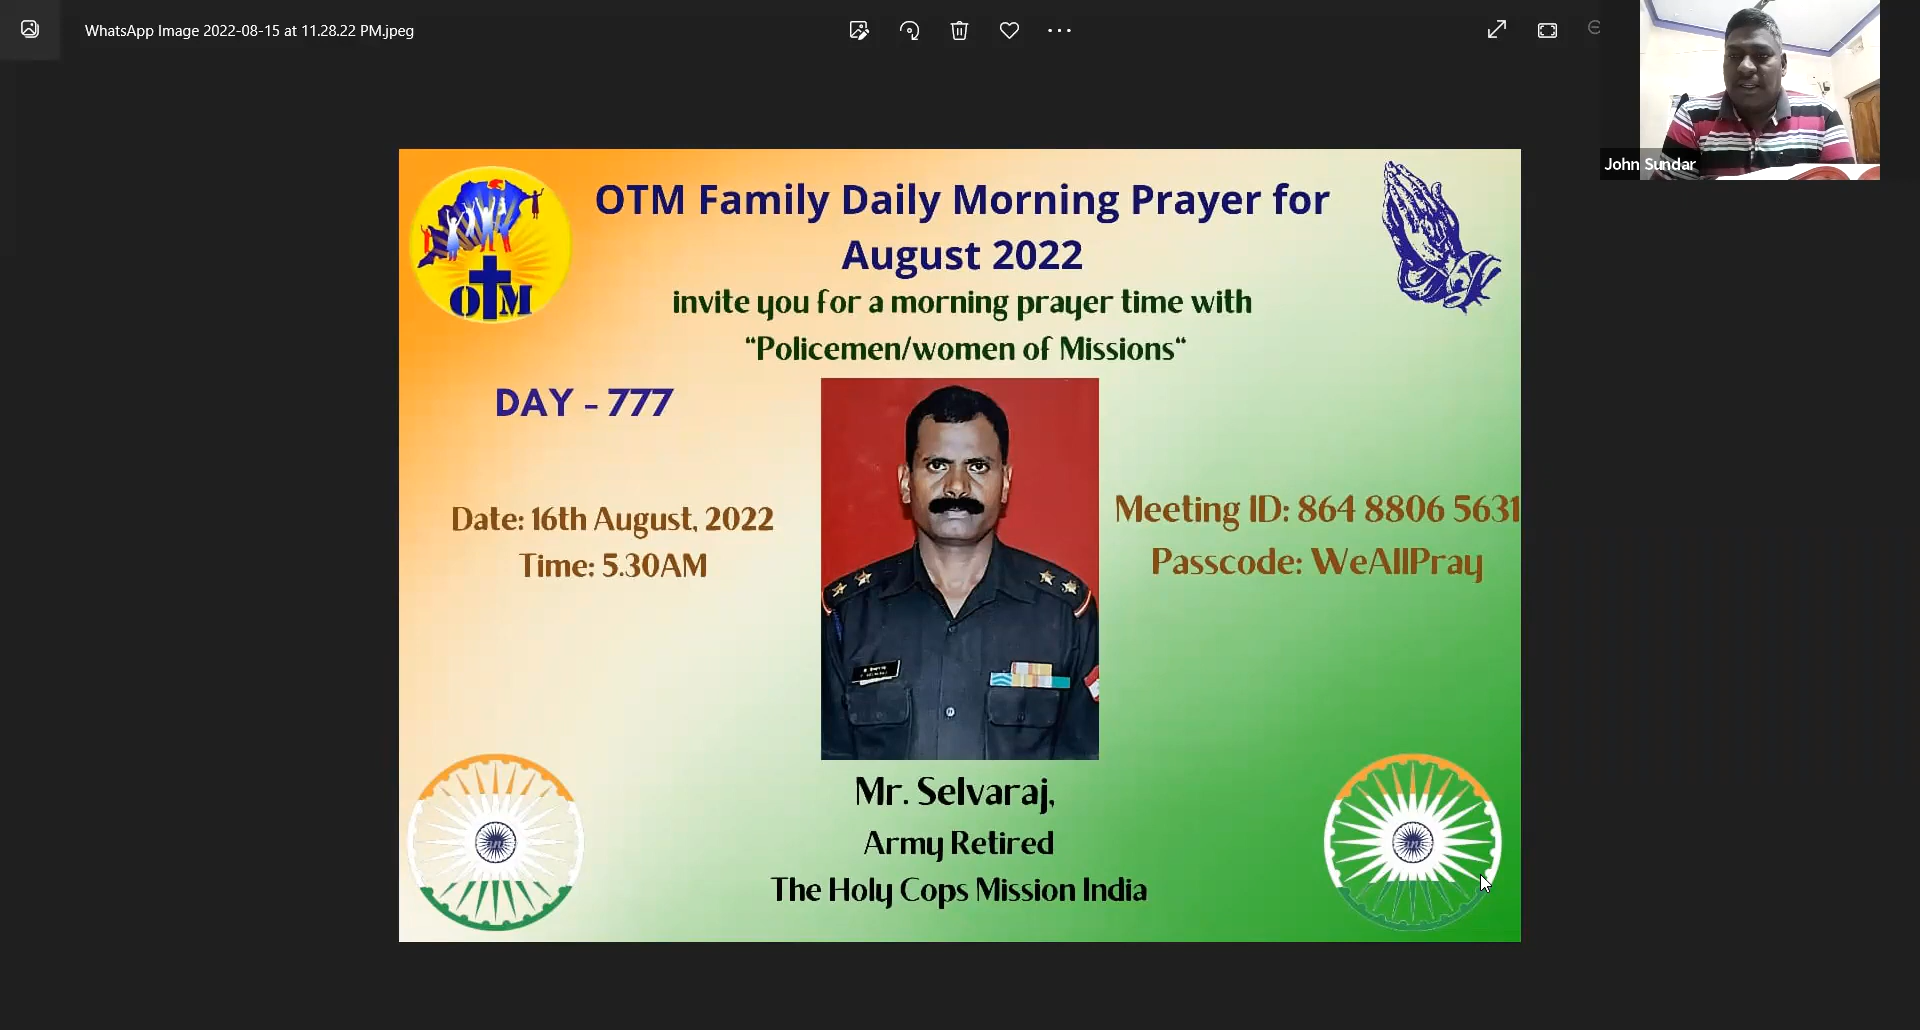 WhatsApp Image 2022-08-15 at 11.28.22 PM.jpeg
John Sundar
OTM
OTM Family Daily Morning Prayer for
August 2022
invite you for a morning prayer time with
“Policemen/women of Missions“
DAY - 777
Date: 16th August, 2022
Time: 5.30AM
Meeting ID: 864 8806 5631
Passcode: WeAllPray
Mr. Selvaraj,
Army Retired
The Holy Cops Mission India